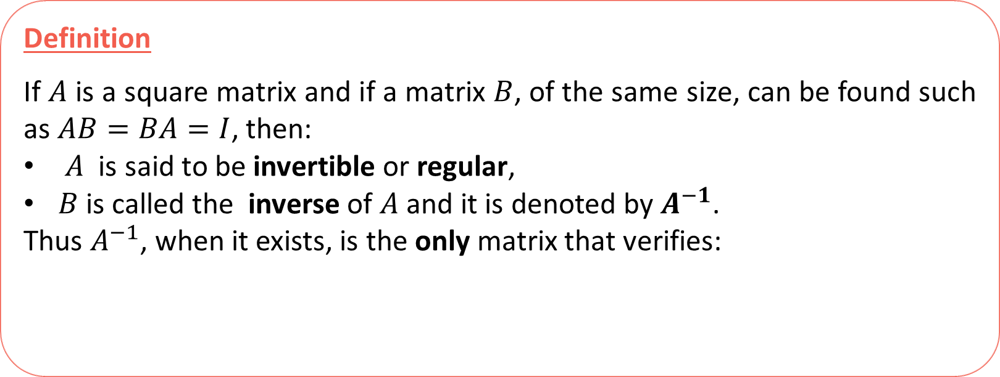 Definition
If A is a square matrix and if a matrix B, of the same size, can be found such
as AB = BA = I, then:
• A is said to be invertible or regular,
• B is called the inverse of A and it is denoted by A⁻¹.
Thus A⁻¹, when it exists, is the only matrix that verifies: